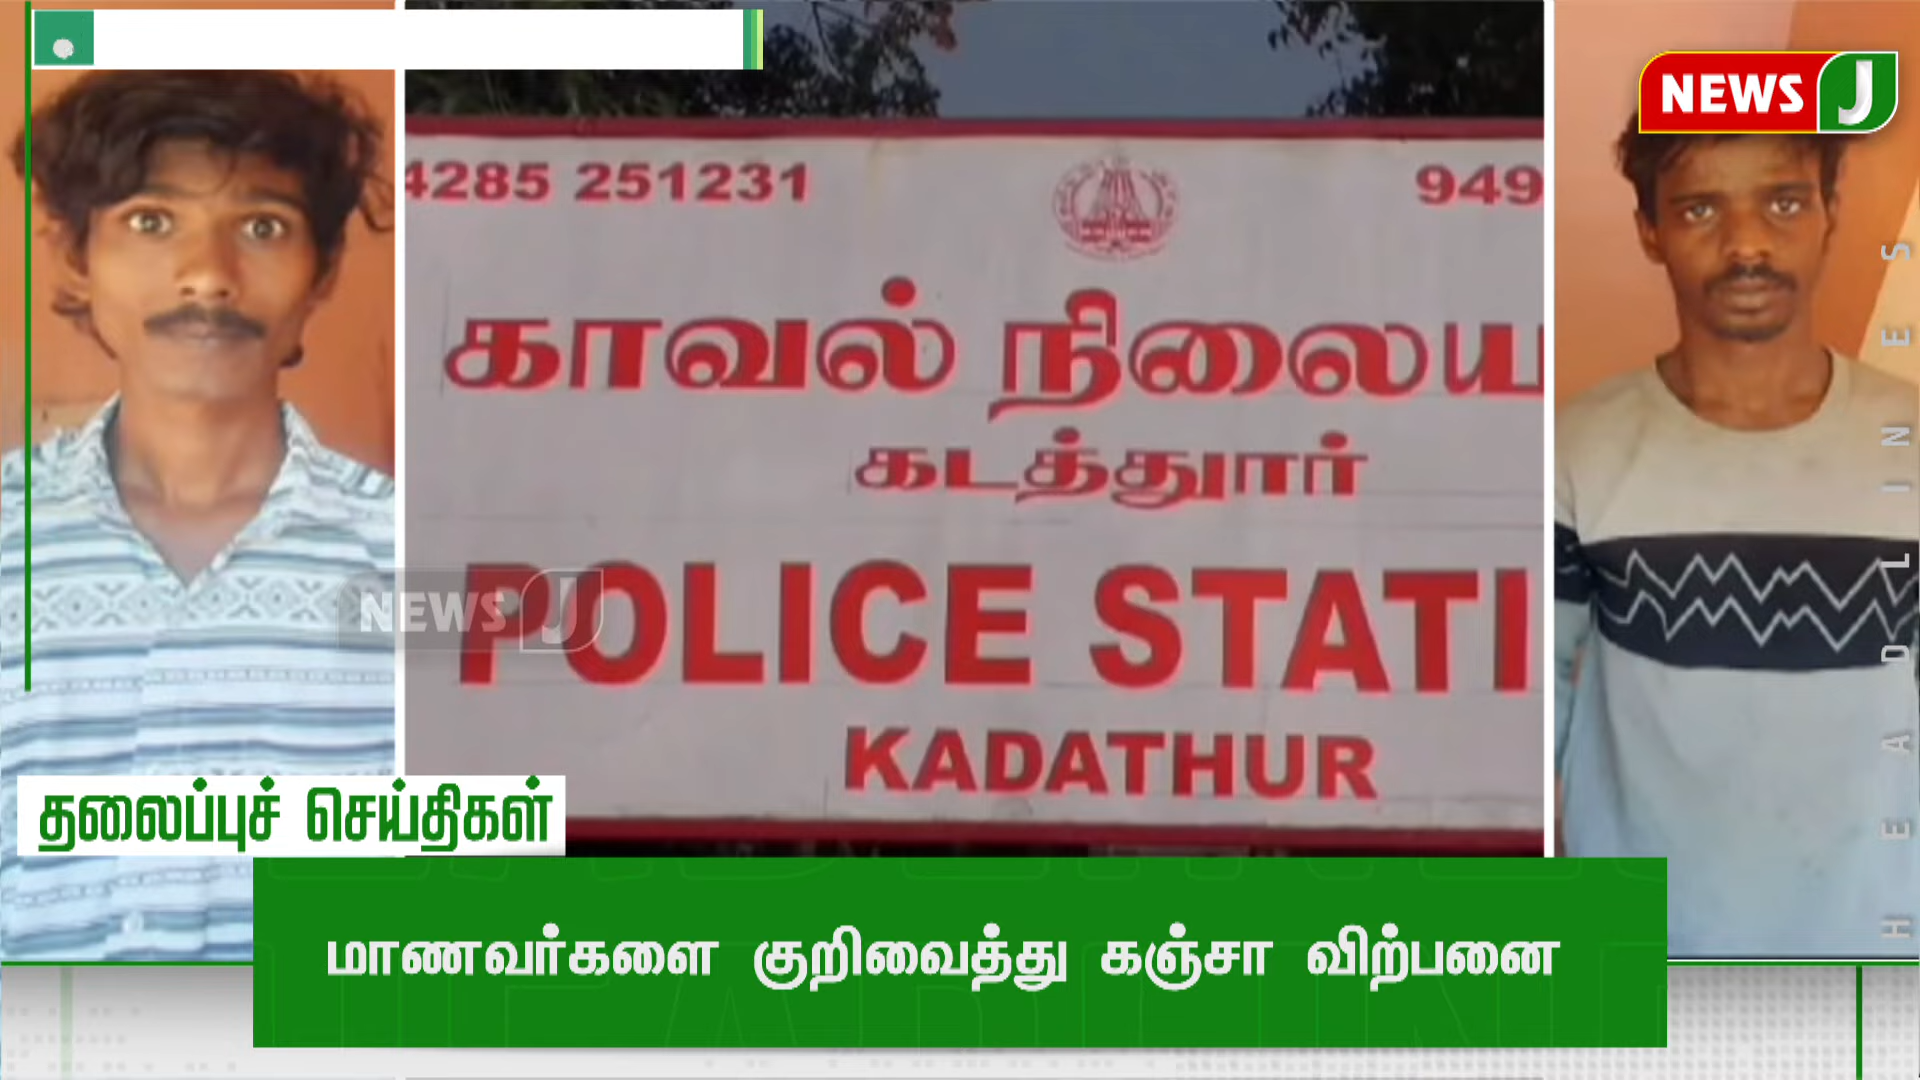 NEWS J
4285 251231
949
காவல் நிலைய
கடத்தூர்
POLICE STATI
KADATHUR
NEWS J
தலைப்புச் செய்திகள்
மாணவர்களை குறிவைத்து கஞ்சா விற்பனை
HEADLINES